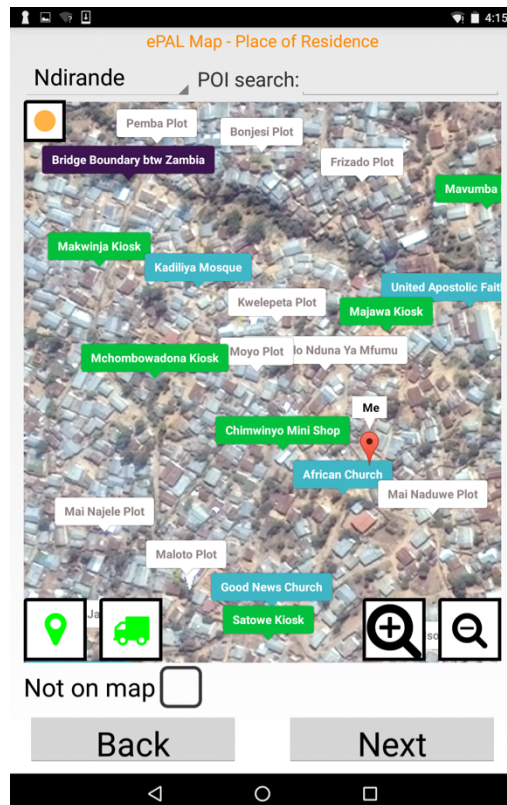 4:15
ePAL Map - Place of Residence
Ndirande
POI search:
Pemba Plot
Bonjesi Plot
Bridge Boundary btw Zambia
Frizado Plot
Mavumba
Makwinja Kiosk
Kadiliya Mosque
United Apostolic Fait
Kwelepeta Plot
Majawa Kiosk
Mchombowadona Kiosk
Moyo Plot
do Nduna Ya Mfumu
Me
Chimwinyo Mini Shop
African Church
Mai Naduwe Plot
Mai Najele Plot
Maloto Plot
Good News Church
Ja
Satowe Kiosk
so
Not on map
Back
Next